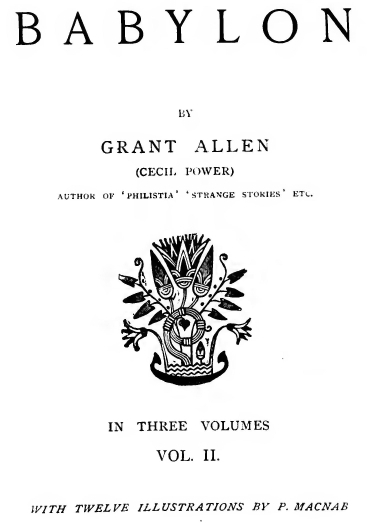 BABYLON
BY
GRANT ALLEN
(CECIL POWER)
AUTHOR OF 'PHILISTIA' 'STRANGE STORIES' ETC.
IN THREE VOLUMES
VOL. II.
WITH TWELVE ILLUSTRATIONS BY P. MACNAB